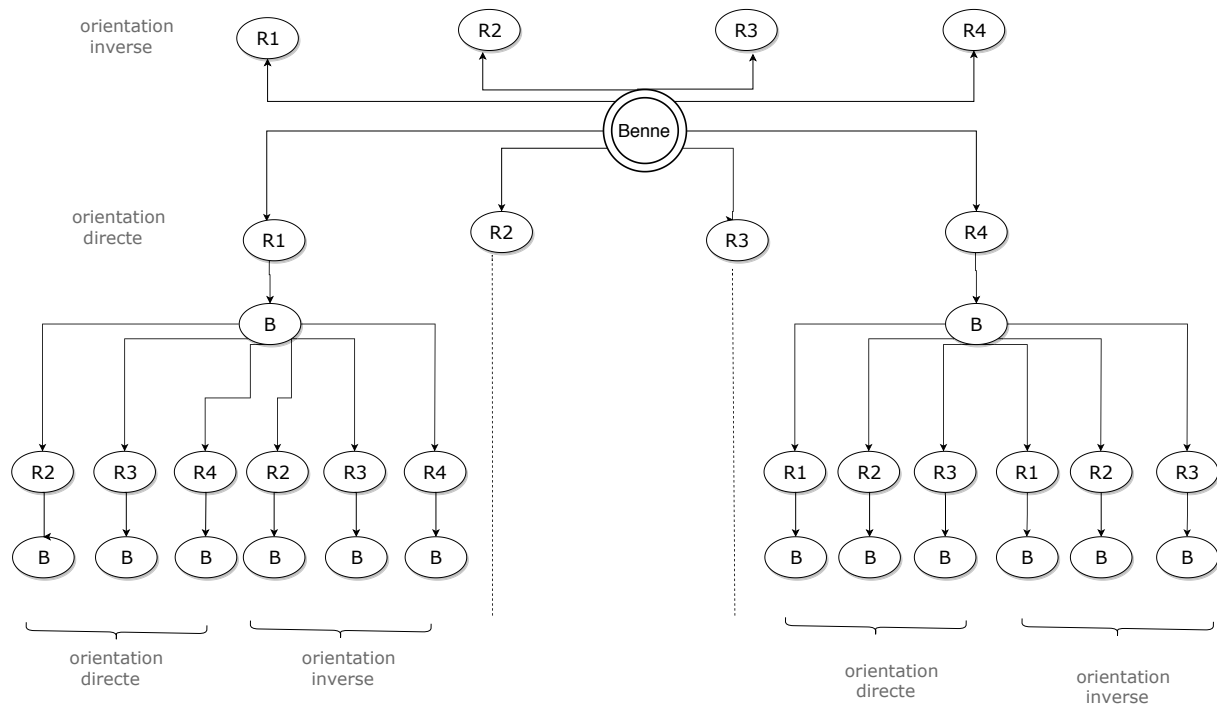 orientation
inverse
R1
R2
R3
R4
Benne
orientation
directe
R1
R2
R3
R4
B
B
R2
R3
R4
R2
R3
R4
R1
R2
R3
R1
R2
R3
B
B
B
B
B
B
B
B
B
B
B
B
orientation
directe
orientation
inverse
orientation
directe
orientation
inverse